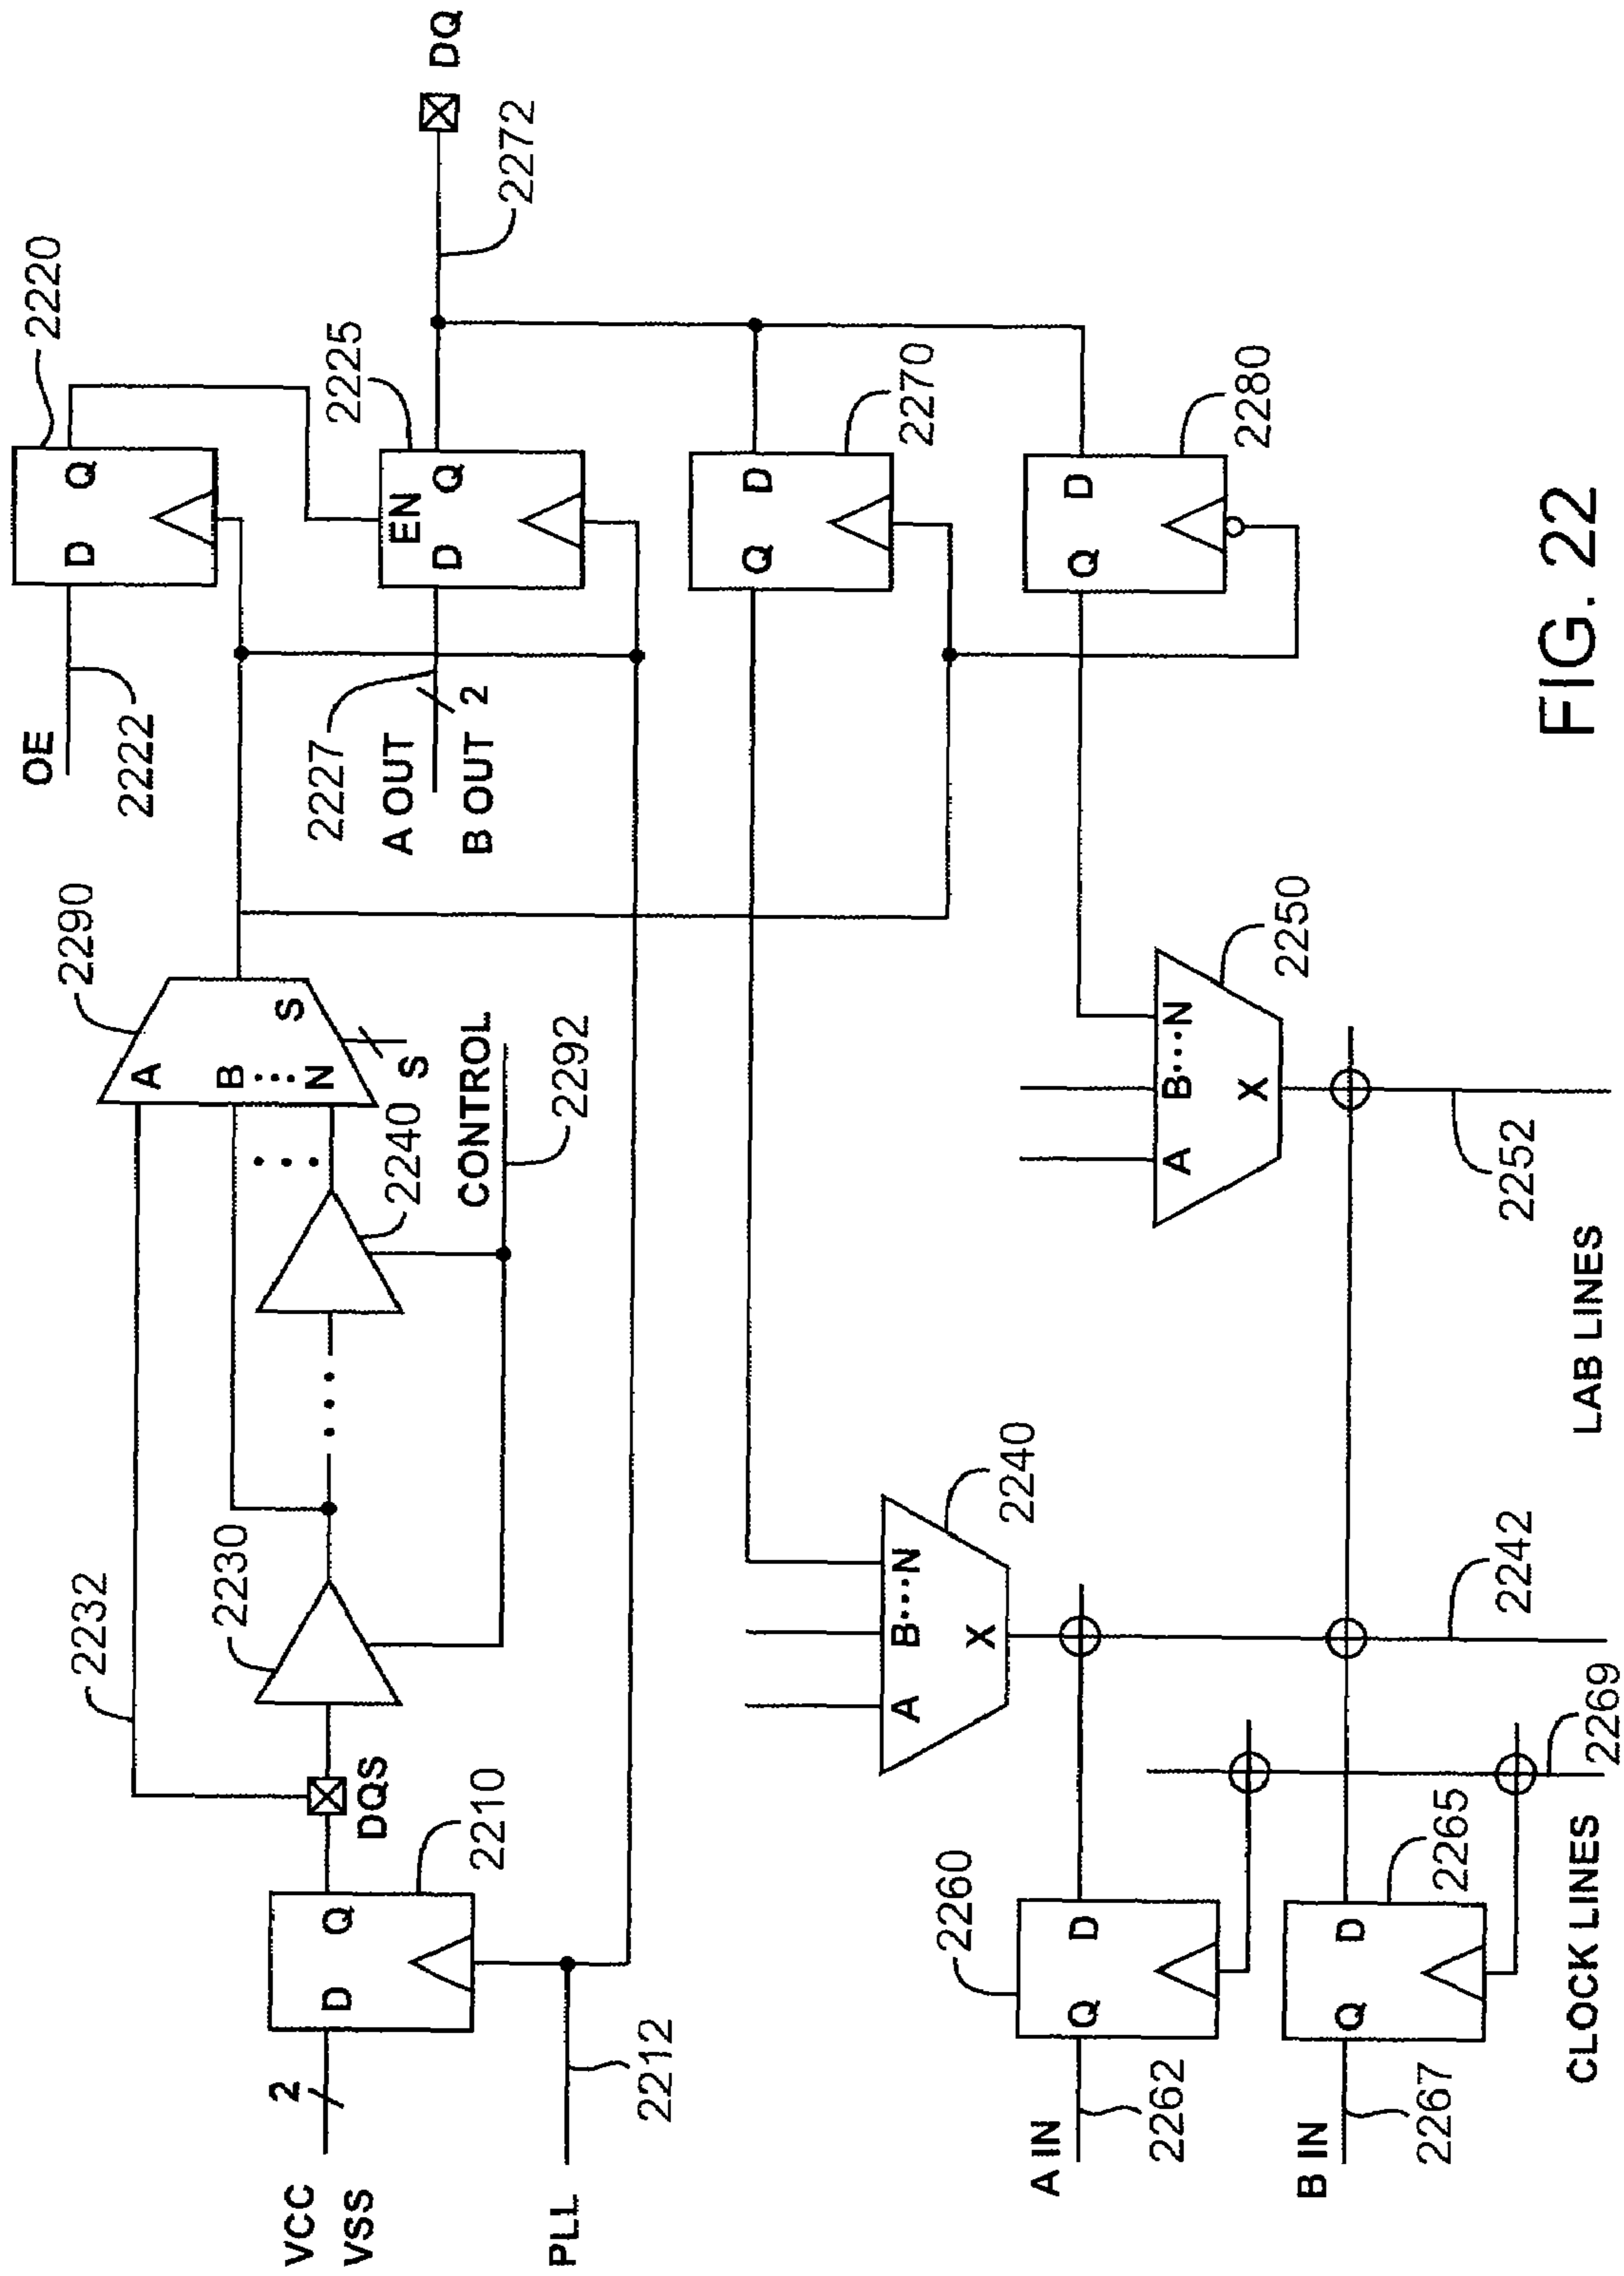 OE
2222
2220
D Q
2290
A
B
⋮
N
S
S
2232
2230
2240
CONTROL
2292
2227
A OUT
B OUT
2
EN
D Q
2225
DQ
2272
VCC
VSS
2
D Q
2210
DQS
PLL
2212
Q D
2270
Q D
2280
A B···N
X
2240
A B···N
X
2250
A IN
2262
Q D
2260
B IN
2267
Q D
2265
2269
2242
2252
CLOCK LINES
LAB LINES
FIG. 22